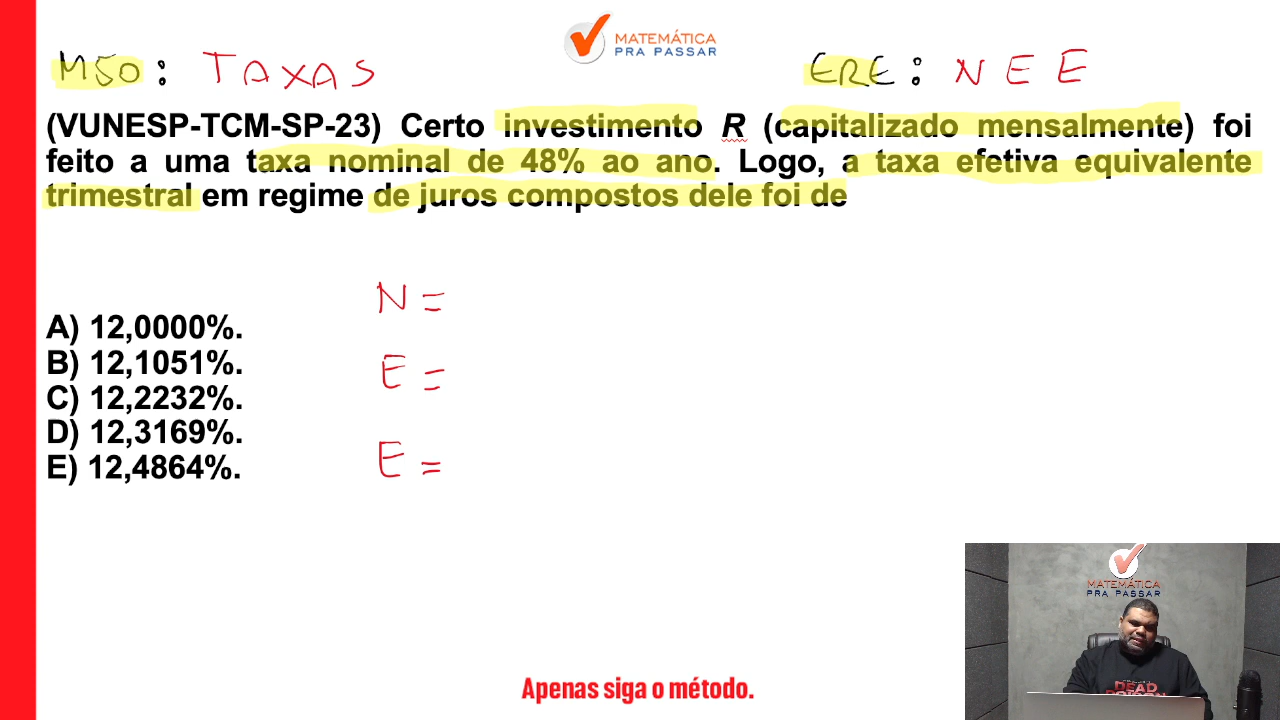 MATEMÁTICA
PRA PASSAR
M50: TAXAS
ERE: N E E
(VUNESP-TCM-SP-23) Certo investimento R (capitalizado mensalmente) foi
feito a uma taxa nominal de 48% ao ano. Logo, a taxa efetiva equivalente
trimestral em regime de juros compostos dele foi de
N =
A) 12,0000%.
B) 12,1051%.
E =
C) 12,2232%.
D) 12,3169%.
E) 12,4864%.
E =
MATEMÁTICA
PRA PASSAR
DEAD
Apenas siga o método.